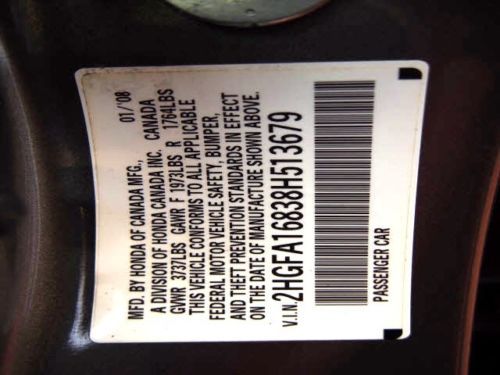 MFD. BY HONDA OF CANADA MFG., 01/'08
A DIVISION OF HONDA CANADA INC. CANADA
GVWR 3737LBS GAWR F 1973LBS R 1764LBS
THIS VEHICLE CONFORMS TO ALL APPLICABLE
FEDERAL MOTOR VEHICLE SAFETY, BUMPER,
AND THEFT PREVENTION STANDARDS IN EFFECT
ON THE DATE OF MANUFACTURE SHOWN ABOVE.
V.I.N. 2HGFA16838H513679
PASSENGER CAR